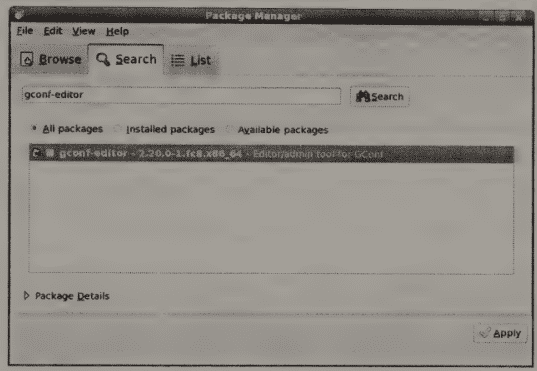 Package Manager
File Edit View Help
Browse Search List
gconf-editor Search
All packages Installed packages Available packages
gconf-editor - 2.20.0-1.fc8.x86_64 - Editor/admin tool for GConf
Package Details
Apply